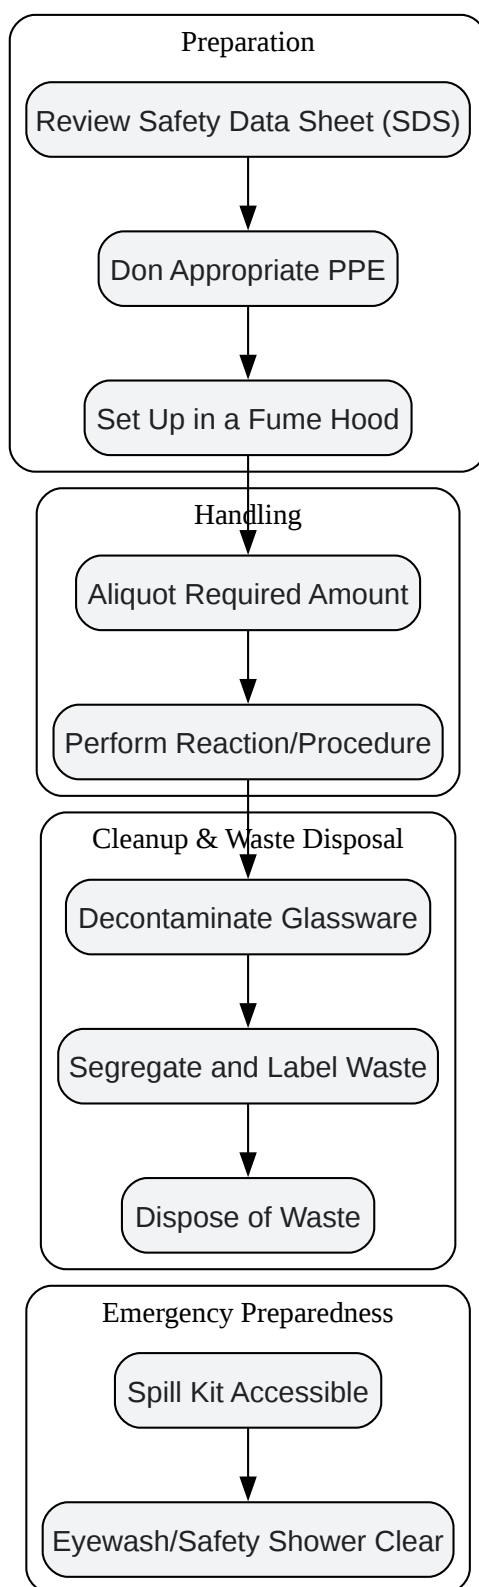 Preparation
Review Safety Data Sheet (SDS)
Don Appropriate PPE
Set Up in a Fume Hood
Handling
Aliquot Required Amount
Perform Reaction/Procedure
Cleanup & Waste Disposal
Decontaminate Glassware
Segregate and Label Waste
Dispose of Waste
Emergency Preparedness
Spill Kit Accessible
Eyewash/Safety Shower Clear